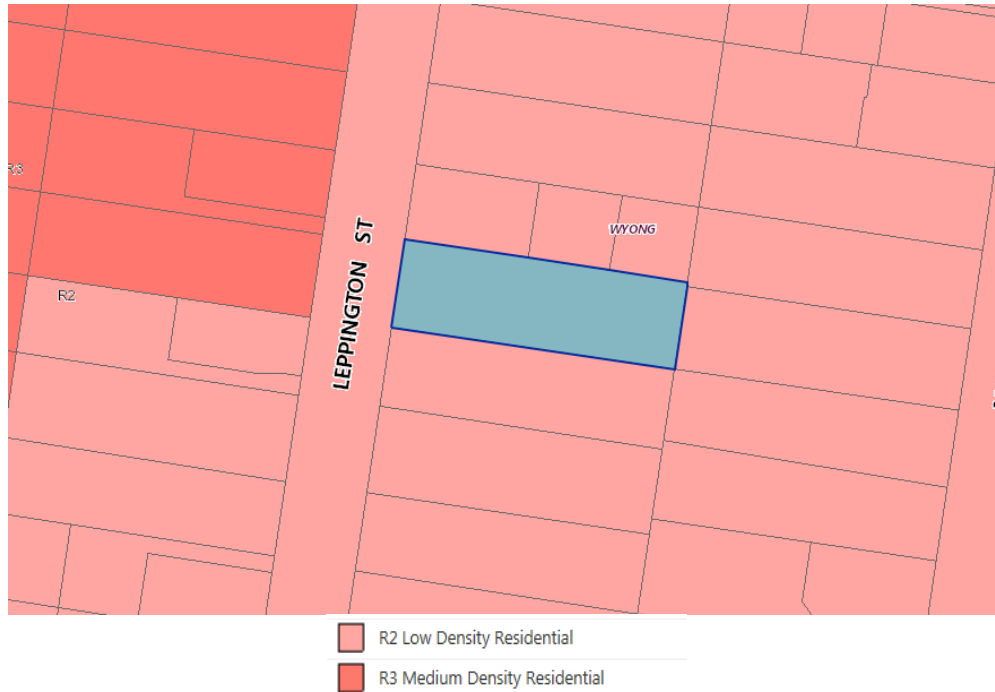 R3
WYONG
R2
LEPPINGTON ST
R2 Low Density Residential
R3 Medium Density Residential